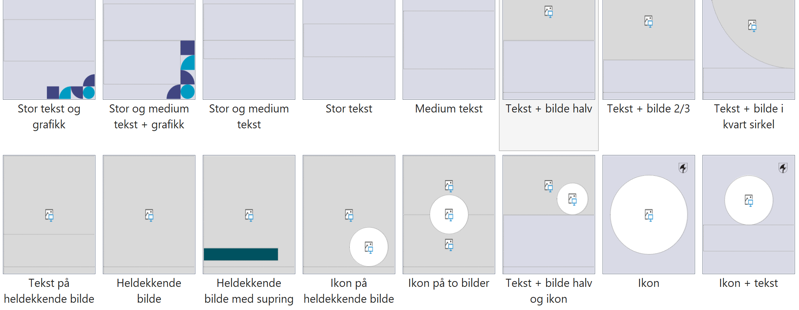 Stor tekst og
grafikk
Stor og medium
tekst + grafikk
Stor og medium
tekst
Stor tekst
Medium tekst
Tekst + bilde halv
Tekst + bilde 2/3
Tekst + bilde i
kvart sirkel
Tekst på
heldekkende bilde
Heldekkende
bilde
Heldekkende
bilde med supring
Ikon på
heldekkende bilde
Ikon på to bilder
Tekst + bilde halv
og ikon
Ikon
Ikon + tekst